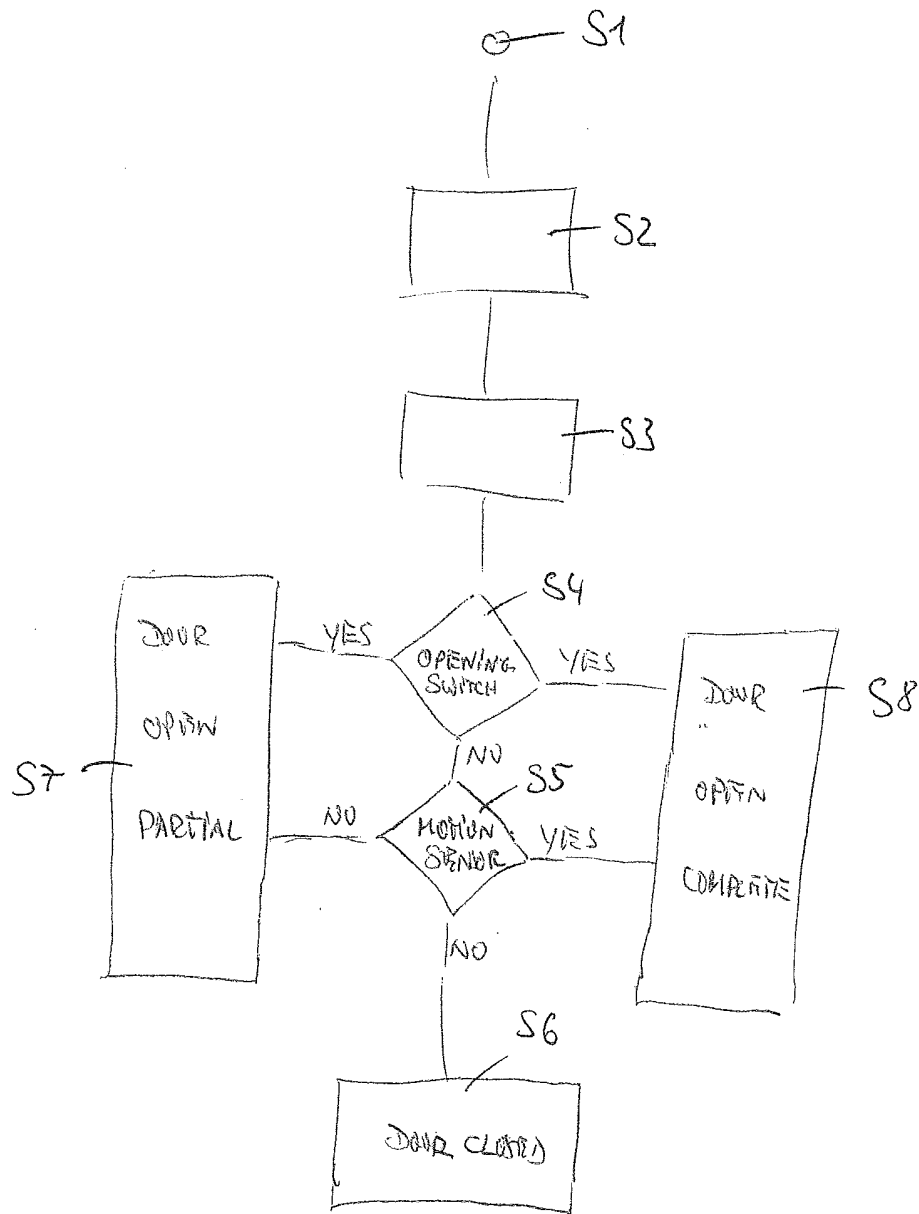 S1
S2
S3
S4
DOOR
OPEN
PARTIAL
S7
YES
OPENING
SWITCH
YES
NO
DOOR
OPEN
COMPLETE
S8
S5
NO
MOTION
SENSOR
YES
NO
S6
DOOR CLOSED